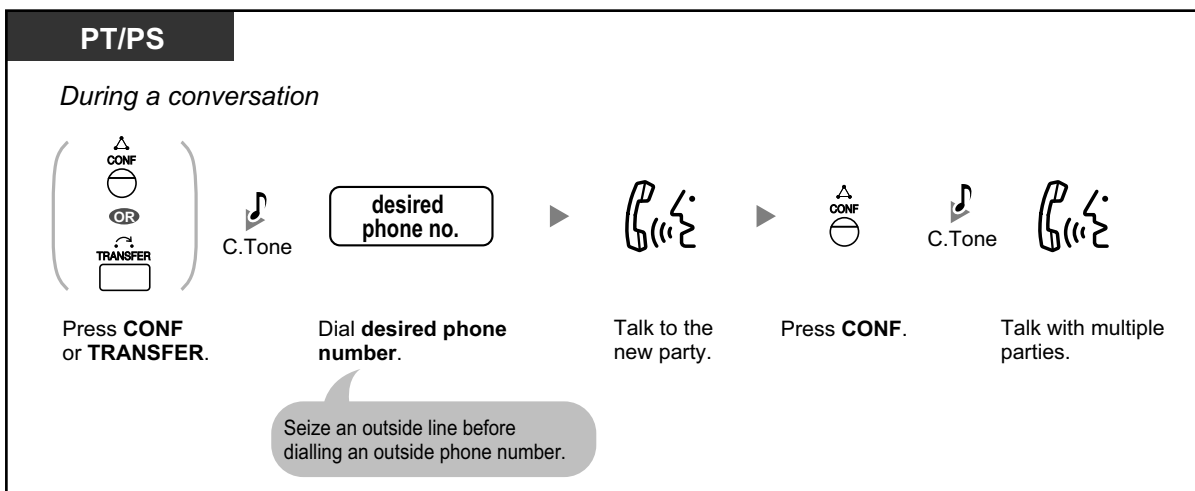 PT/PS
During a conversation
CONF
OR
TRANSFER
C.Tone
desired
phone no.
CONF
C.Tone
Press CONF
or TRANSFER.
Dial desired phone
number.
Talk to the
new party.
Press CONF.
Talk with multiple
parties.
Seize an outside line before
dialling an outside phone number.